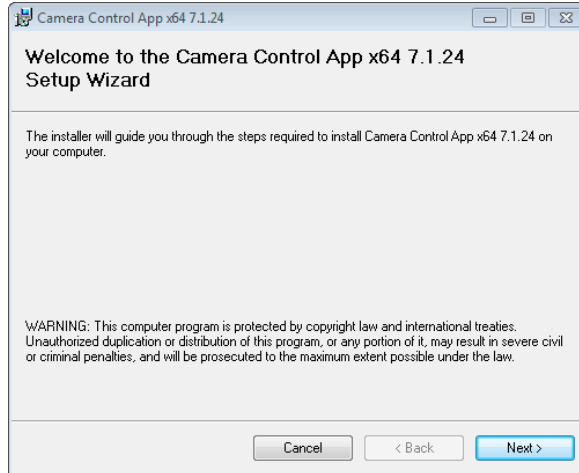 Camera Control App x64 7.1.24
Welcome to the Camera Control App x64 7.1.24
Setup Wizard
The installer will guide you through the steps required to install Camera Control App x64 7.1.24 on
your computer.
WARNING: This computer program is protected by copyright law and international treaties.
Unauthorized duplication or distribution of this program, or any portion of it, may result in severe civil
or criminal penalties, and will be prosecuted to the maximum extent possible under the law.
Cancel
< Back
Next >